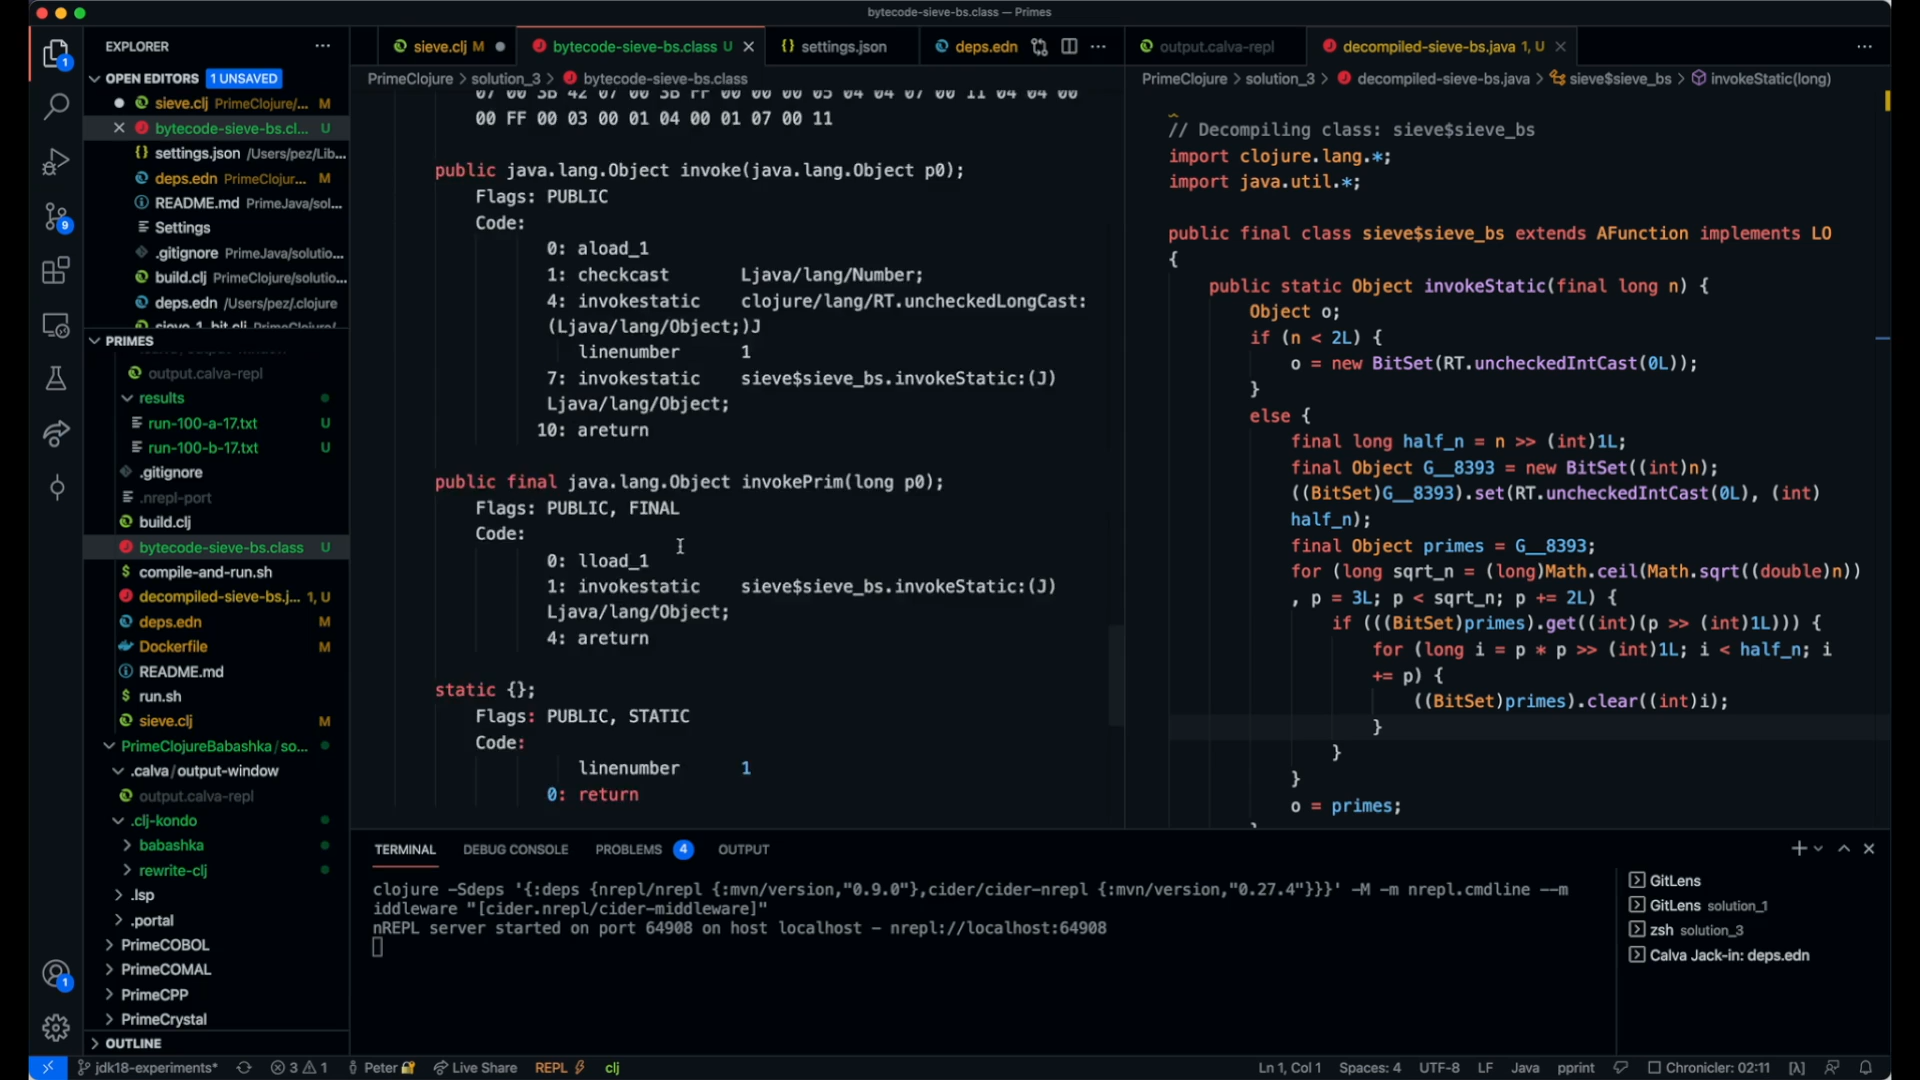 bytecode-sieve-bs.class — Primes
EXPLORER
OPEN EDITORS 1 UNSAVED
sieve.clj PrimeClojure/... M
bytecode-sieve-bs.cl... U
settings.json /Users/pez/Lib...
deps.edn PrimeClojur... M
README.md PrimeJava/sol...
Settings
.gitignore PrimeJava/solutio...
build.clj PrimeClojure/solutio...
deps.edn /Users/pez/.clojure
PRIMES
output.calva-repl
results
run-100-a-17.txt U
run-100-b-17.txt U
.gitignore
.nrepl-port
build.clj
bytecode-sieve-bs.class U
compile-and-run.sh
decompiled-sieve-bs.j... 1, U
deps.edn M
Dockerfile M
README.md
run.sh
sieve.clj M
PrimeClojureBabashka/so...
.calva/output-window
output.calva-repl
.clj-kondo
babashka
rewrite-clj
.lsp
.portal
PrimeCOBOL
PrimeCOMAL
PrimeCPP
PrimeCrystal
OUTLINE
sieve.clj M
bytecode-sieve-bs.class U
settings.json
deps.edn
PrimeClojure > solution_3 > bytecode-sieve-bs.class
07 00 3B 42 07 00 3B FF 00 00 00 05 04 04 07 00 11 04 04 00
00 FF 00 03 00 01 04 00 01 07 00 11
public java.lang.Object invoke(java.lang.Object p0);
Flags: PUBLIC
Code:
0: aload_1
1: checkcast Ljava/lang/Number;
4: invokestatic clojure/lang/RT.uncheckedLongCast:
(Ljava/lang/Object;)J
linenumber 1
7: invokestatic sieve$sieve_bs.invokeStatic:(J)
Ljava/lang/Object;
10: areturn
public final java.lang.Object invokePrim(long p0);
Flags: PUBLIC, FINAL
Code:
0: lload_1
1: invokestatic sieve$sieve_bs.invokeStatic:(J)
Ljava/lang/Object;
4: areturn
static {};
Flags: PUBLIC, STATIC
Code:
linenumber 1
0: return
output.calva-repl
decompiled-sieve-bs.java 1, U
PrimeClojure > solution_3 > decompiled-sieve-bs.java > sieve$sieve_bs > invokeStatic(long)
// Decompiling class: sieve$sieve_bs
import clojure.lang.*;
import java.util.*;
public final class sieve$sieve_bs extends AFunction implements LO
{
public static Object invokeStatic(final long n) {
Object o;
if (n < 2L) {
o = new BitSet(RT.uncheckedIntCast(0L));
}
else {
final long half_n = n >> (int)1L;
final Object G__8393 = new BitSet((int)n);
((BitSet)G__8393).set(RT.uncheckedIntCast(0L), (int)
half_n);
final Object primes = G__8393;
for (long sqrt_n = (long)Math.ceil(Math.sqrt((double)n))
, p = 3L; p < sqrt_n; p += 2L) {
if (((BitSet)primes).get((int)(p >> (int)1L))) {
for (long i = p * p >> (int)1L; i < half_n; i
+= p) {
((BitSet)primes).clear((int)i);
}
}
}
o = primes;
TERMINAL DEBUG CONSOLE PROBLEMS 4 OUTPUT
clojure -Sdeps '{:deps {nrepl/nrepl {:mvn/version,"0.9.0"},cider/cider-nrepl {:mvn/version,"0.27.4"}}}' -M -m nrepl.cmdline --m
iddleware "[cider.nrepl/cider-middleware]"
nREPL server started on port 64908 on host localhost - nrepl://localhost:64908
GitLens
GitLens solution_1
zsh solution_3
Calva Jack-in: deps.edn
jdk18-experiments* 3 1 Peter Live Share REPL clj Ln 1, Col 1 Spaces: 4 UTF-8 LF Java pprint Chronicler: 02:11 [λ]